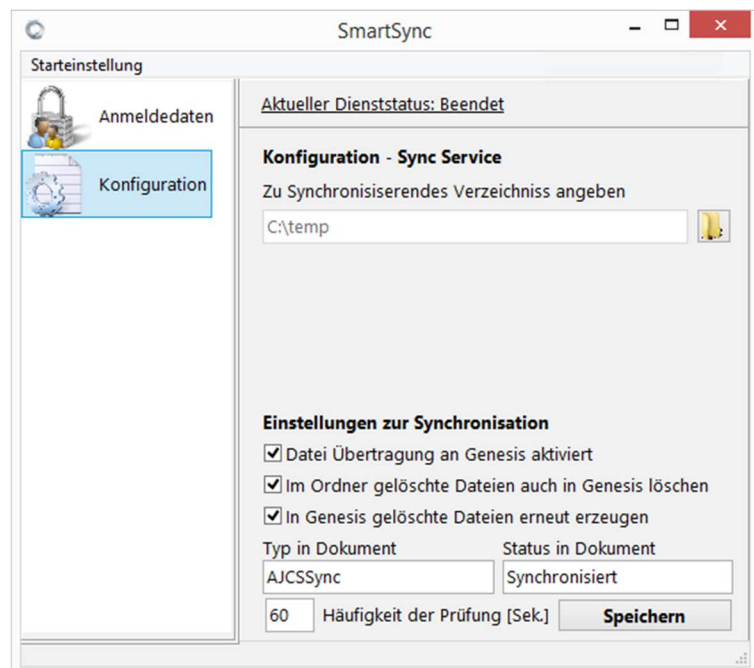 SmartSync
Starteinstellung
Anmeldedaten
Konfiguration
Aktueller Dienststatus: Beendet
Konfiguration - Sync Service
Zu Synchronisiserendes Verzeichniss angeben
C:\temp
Einstellungen zur Synchronisation
Datei Übertragung an Genesis aktiviert
Im Ordner gelöschte Dateien auch in Genesis löschen
In Genesis gelöschte Dateien erneut erzeugen
Typ in Dokument Status in Dokument
AJCSSync Synchronisiert
60 Häufigkeit der Prüfung [Sek.] Speichern